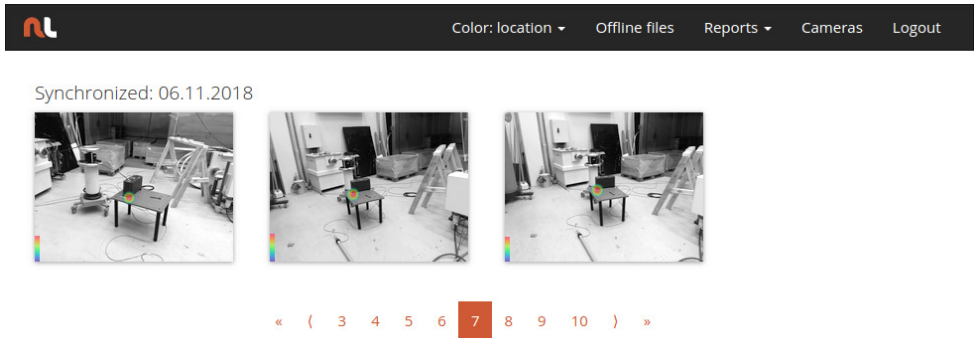 NL
Color: location Offline files Reports Cameras Logout
Synchronized: 06.11.2018
« ⟨ 3 4 5 6 7 8 9 10 ⟩ »